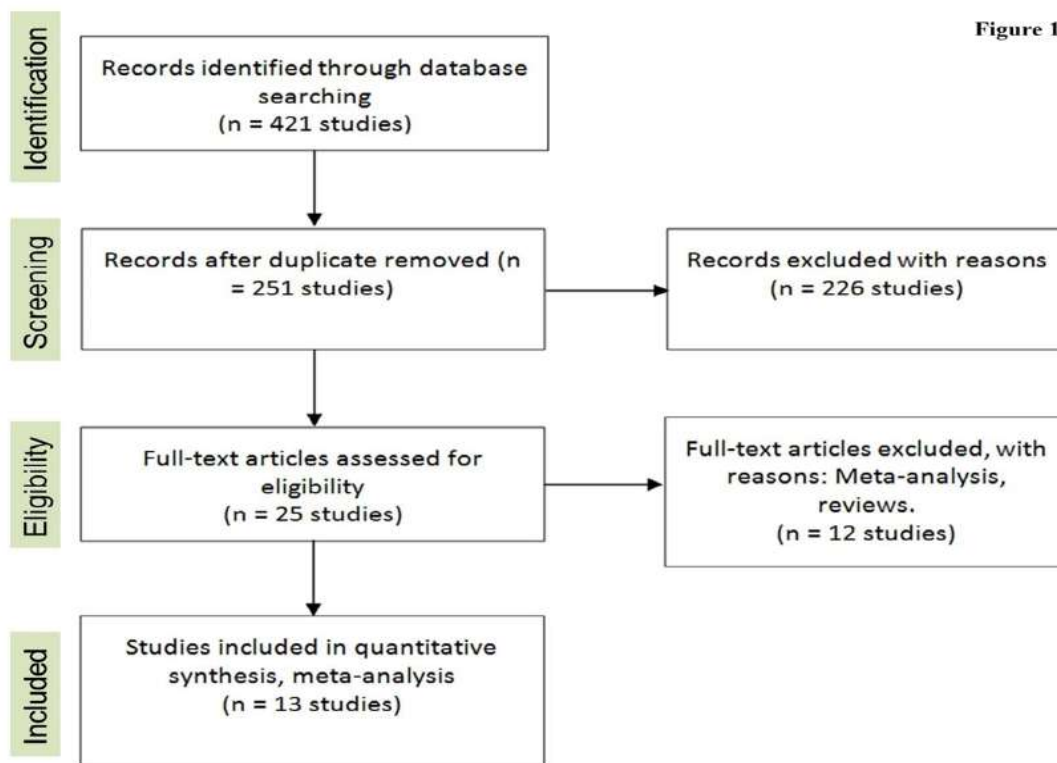 Figure 1
Identification
Records identified through database
searching
(n = 421 studies)
Screening
Records after duplicate removed (n
= 251 studies)
Records excluded with reasons
(n = 226 studies)
Eligibility
Full-text articles assessed for
eligibility
(n = 25 studies)
Full-text articles excluded, with
reasons: Meta-analysis,
reviews.
(n = 12 studies)
Included
Studies included in quantitative
synthesis, meta-analysis
(n = 13 studies)